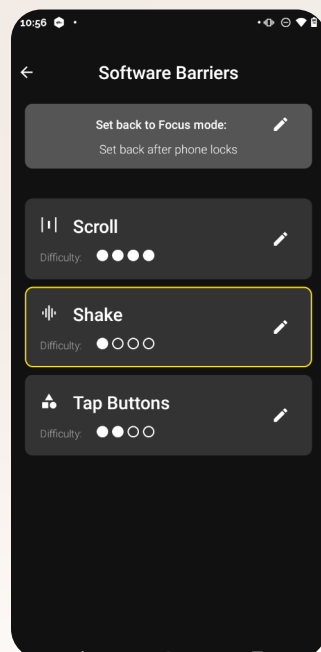 10:56
Software Barriers
Set back to Focus mode:
Set back after phone locks
Scroll
Difficulty:
Shake
Difficulty:
Tap Buttons
Difficulty: